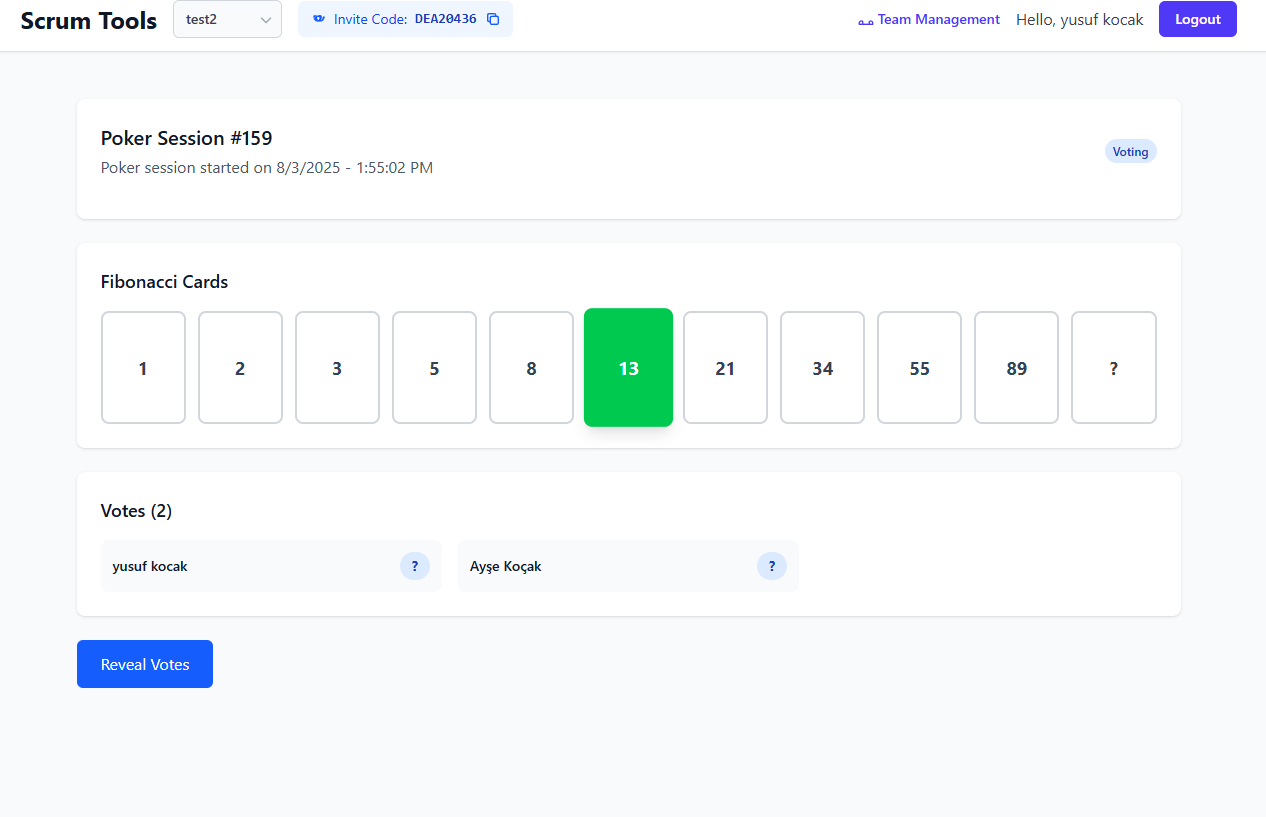 Scrum Tools test2 Invite Code: DEA20436 Team Management Hello, yusuf kocak Logout
Poker Session #159
Voting
Poker session started on 8/3/2025 - 1:55:02 PM
Fibonacci Cards
1 2 3 5 8 13 21 34 55 89 ?
Votes (2)
yusuf kocak ? Ayşe Koçak ?
Reveal Votes